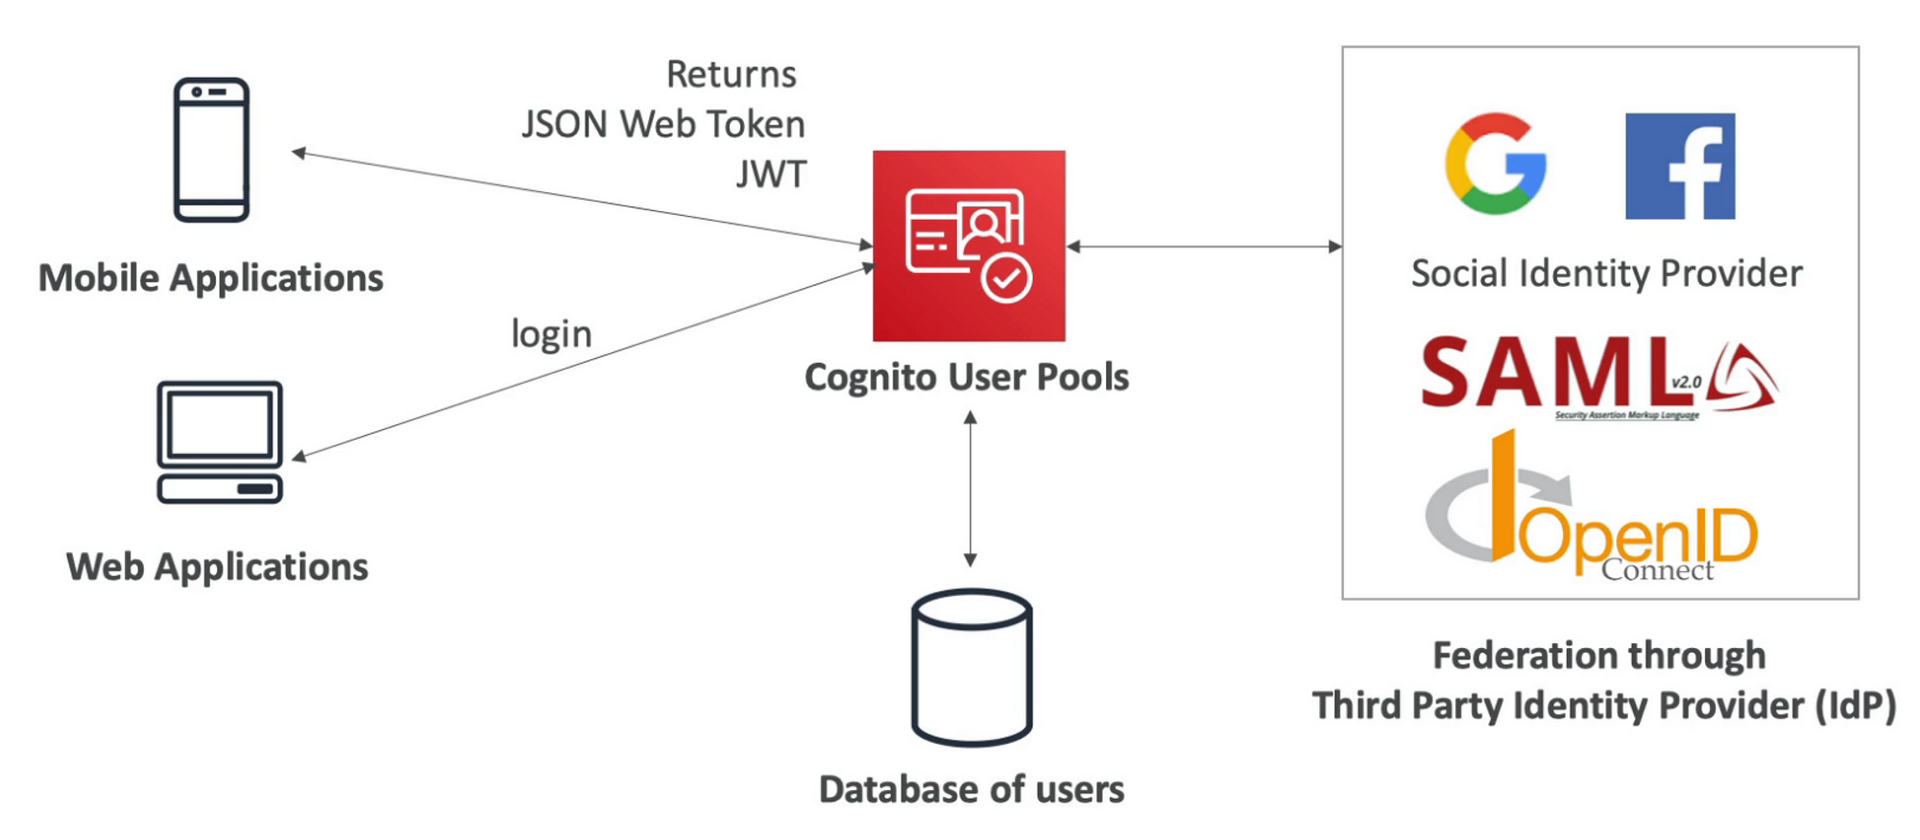 Returns
JSON Web Token
JWT
Mobile Applications
login
Web Applications
Cognito User Pools
Database of users
G f
Social Identity Provider
SAML v2.0
Security Assertion Markup Language
OpenID
Connect
Federation through
Third Party Identity Provider (IdP)